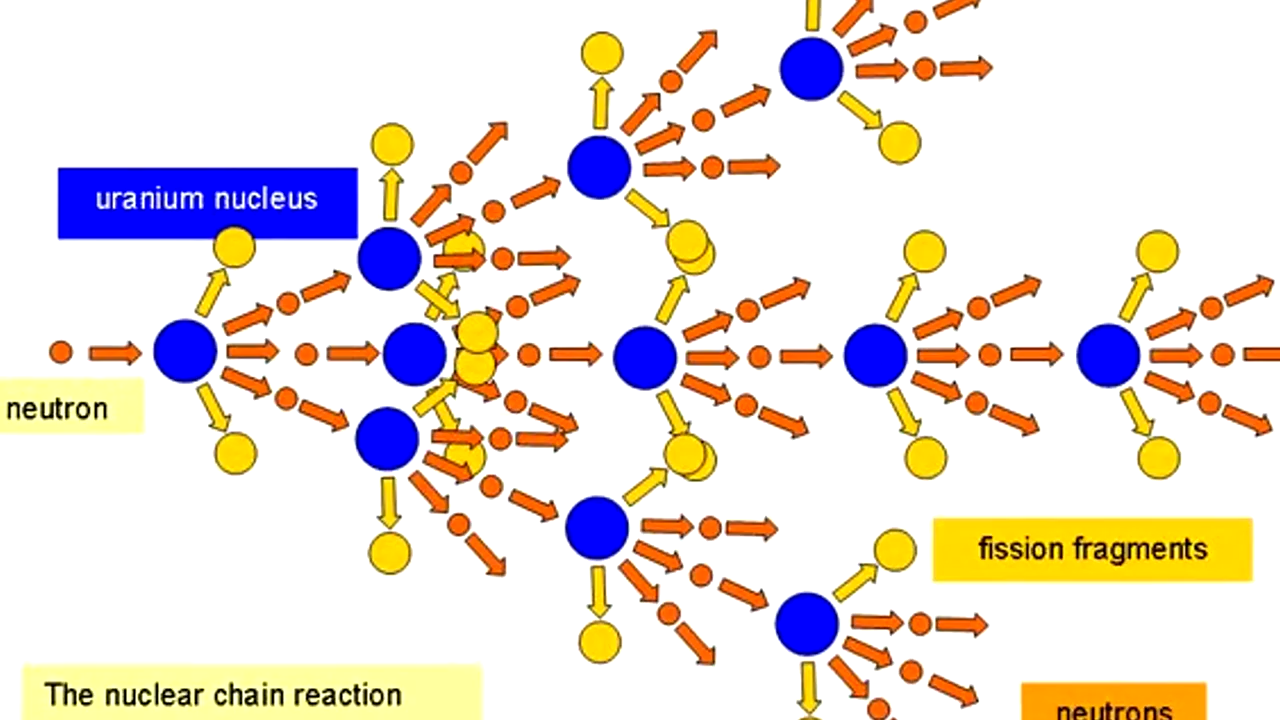 uranium nucleus
neutron
fission fragments
The nuclear chain reaction
neutrons